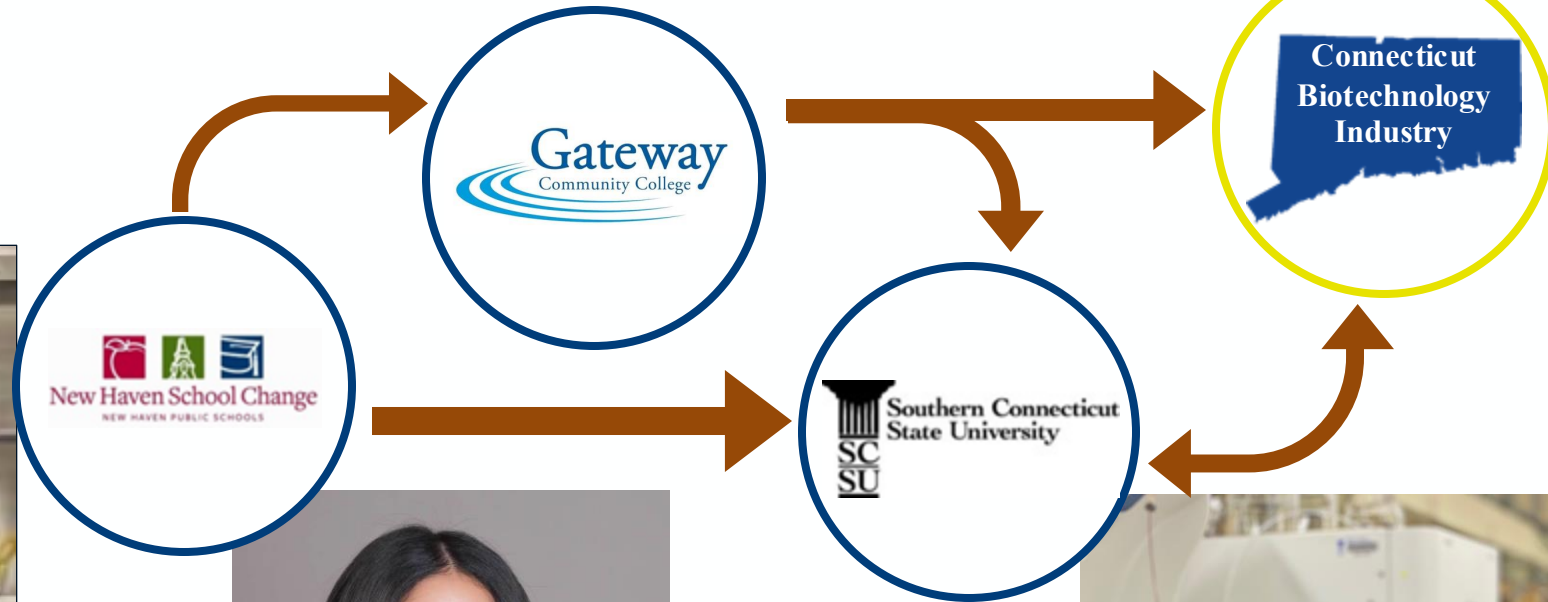 Connecticut
Biotechnology
Industry
Gateway
Community College
New Haven School Change
NEW HAVEN PUBLIC SCHOOLS
Southern Connecticut
State University
SC
SU